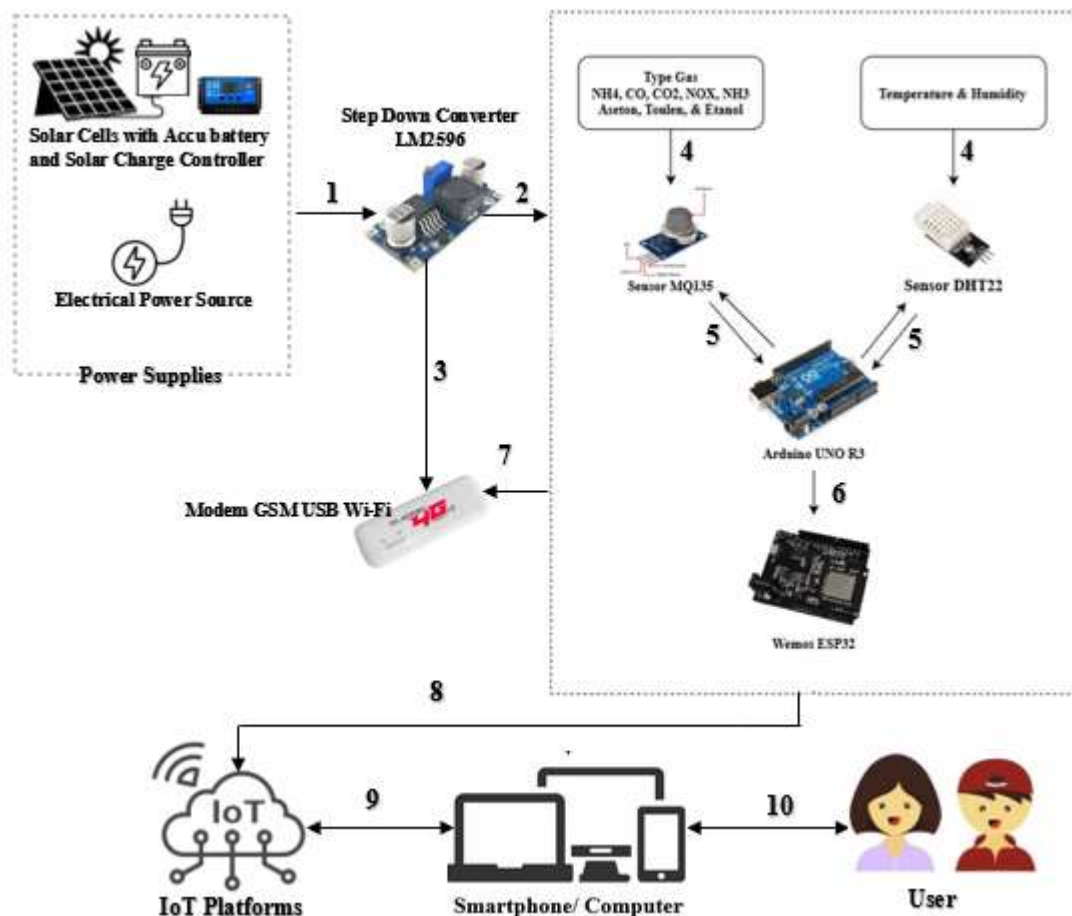 Solar Cells with Accu battery
and Solar Charge Controller
Electrical Power Source
Power Supplies
1
Step Down Converter
LM2596
2
3
Type Gas
NH4, CO, CO2, NOX, NH3
Aseton, Toulen, & Etanol
Temperature & Humidity
4
4
Sensor MQ135
Sensor DHT22
5
5
Arduino UNO R3
6
Wemos ESP32
7
Modem GSM USB Wi-Fi
4G
8
IoT
9
10
IoT Platforms
Smartphone/ Computer
User